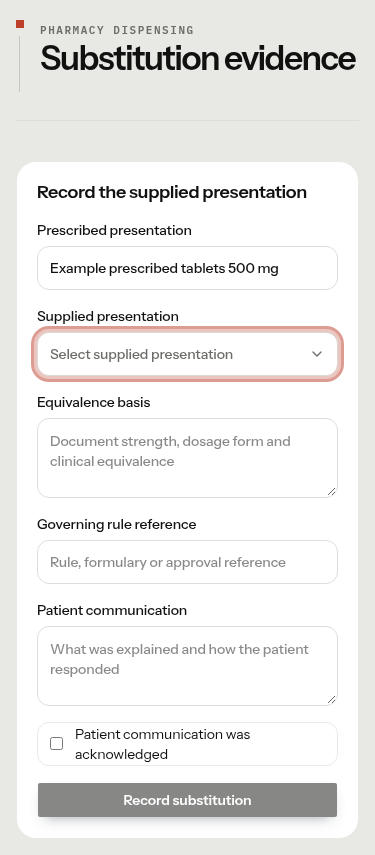 PHARMACY DISPENSING
Substitution evidence
Record the supplied presentation
Prescribed presentation
Example prescribed tablets 500 mg
Supplied presentation
Select supplied presentation
Equivalence basis
Document strength, dosage form and
clinical equivalence
Governing rule reference
Rule, formulary or approval reference
Patient communication
What was explained and how the patient
responded
Patient communication was
acknowledged
Record substitution